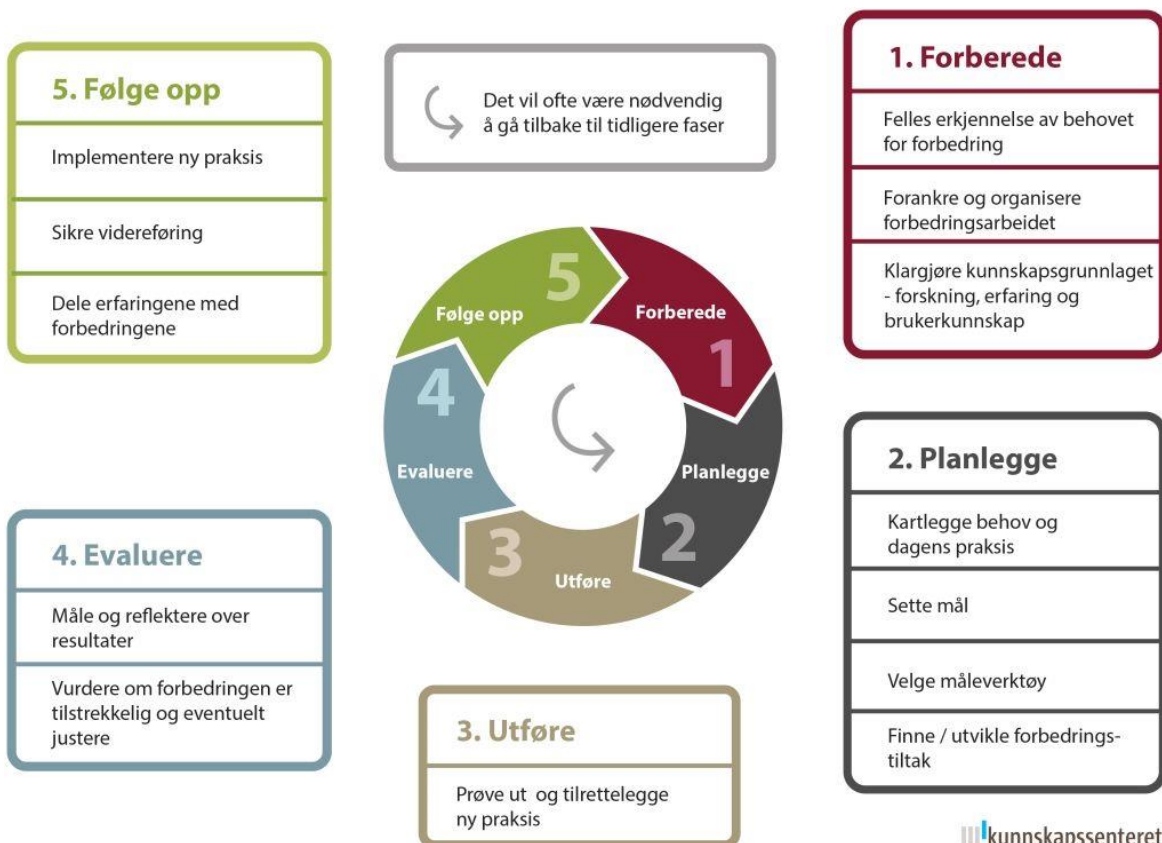 5. Følge opp
Implementere ny praksis
Sikre videreføring
Dele erfaringene med
forbedringene
Det vil ofte være nødvendig
å gå tilbake til tidligere faser
1. Forberede
Felles erkjennelse av behovet
for forbedring
Forankre og organisere
forbedringsarbeidet
Klargjøre kunnskapsgrunnlaget
- forskning, erfaring og
brukerkunnskap
5
Følge opp
Forberede
1
4
Evaluere
Planlegge
2
3
Utføre
2. Planlegge
Kartlegge behov og
dagens praksis
Sette mål
Velge måleverktøy
Finne / utvikle forbedrings-
tiltak
4. Evaluere
Måle og reflektere over
resultater
Vurdere om forbedringen er
tilstrekkelig og eventuelt
justere
3. Utføre
Prøve ut og tilrettelegge
ny praksis
kunnskapssenteret